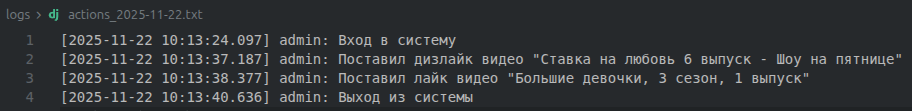 logs > dj actions_2025-11-22.txt
1 [2025-11-22 10:13:24.097] admin: Вход в систему
2 [2025-11-22 10:13:37.187] admin: Поставил дизлайк видео "Ставка на любовь 6 выпуск - Шоу на пятнице"
3 [2025-11-22 10:13:38.377] admin: Поставил лайк видео "Большие девочки, 3 сезон, 1 выпуск"
4 [2025-11-22 10:13:40.636] admin: Выход из системы